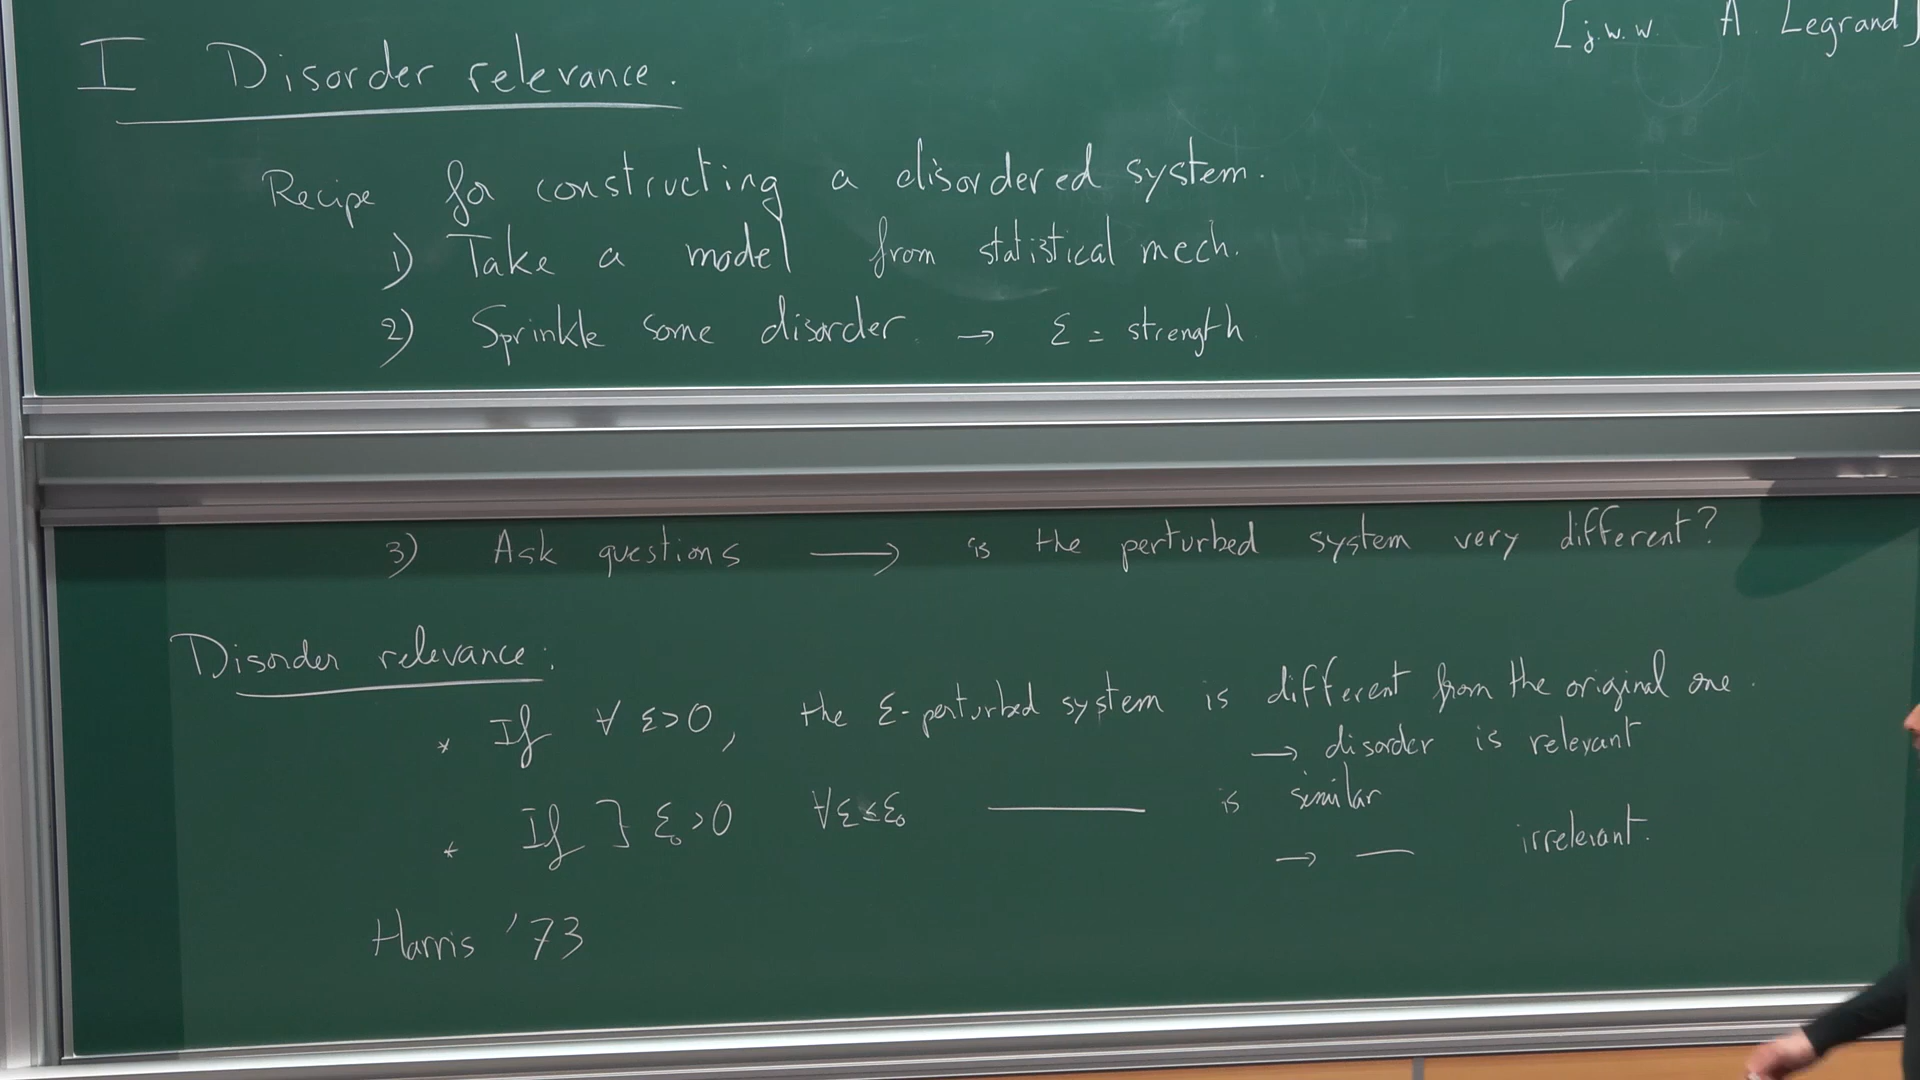 [j.w.w. A. Legrand]
I Disorder relevance.
Recipe for constructing a disordered system.
1) Take a model from statistical mech.
2) Sprinkle some disorder. → ε = strength
3) Ask questions ⟶ is the perturbed system very different?
Disorder relevance:
* If ∀ ε>0, the ε-perturbed system is different from the original one.
→ disorder is relevant
* If ∃ ε₀>0 ∀ε≤ε₀ —— is similar
→ — irrelevant.
Harris '73